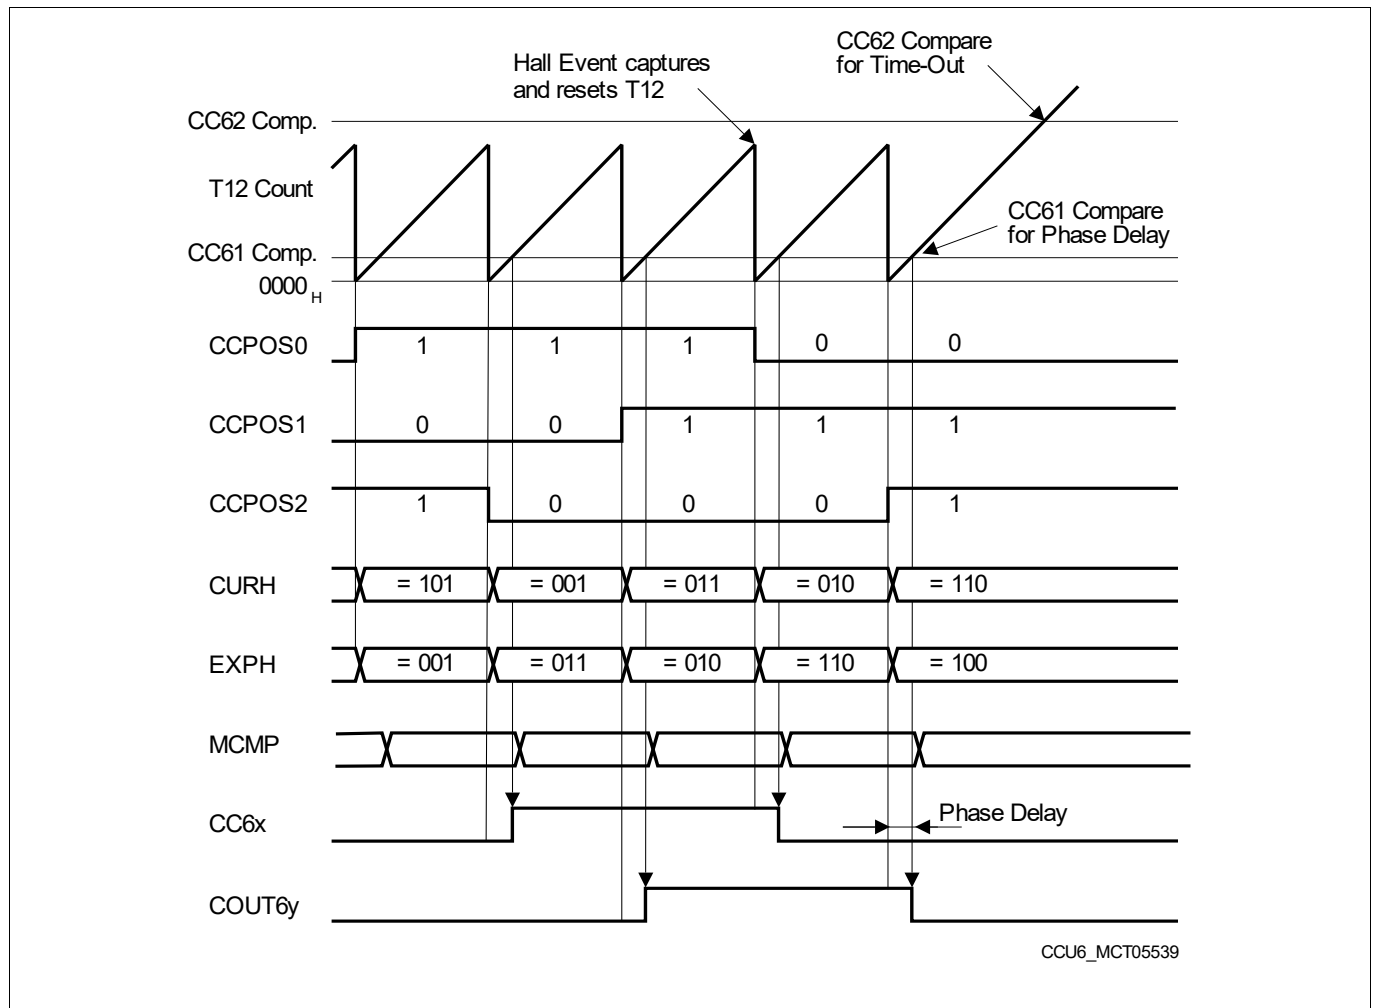 CC62 Compare
for Time-Out
Hall Event captures
and resets T12
CC62 Comp.
T12 Count
CC61 Compare
for Phase Delay
CC61 Comp.
0000 H
CCPOS0 1 1 1 0 0
CCPOS1 0 0 1 1 1
CCPOS2 1 0 0 0 1
CURH = 101 = 001 = 011 = 010 = 110
EXPH = 001 = 011 = 010 = 110 = 100
MCMP
CC6x Phase Delay
COUT6y
CCU6_MCT05539